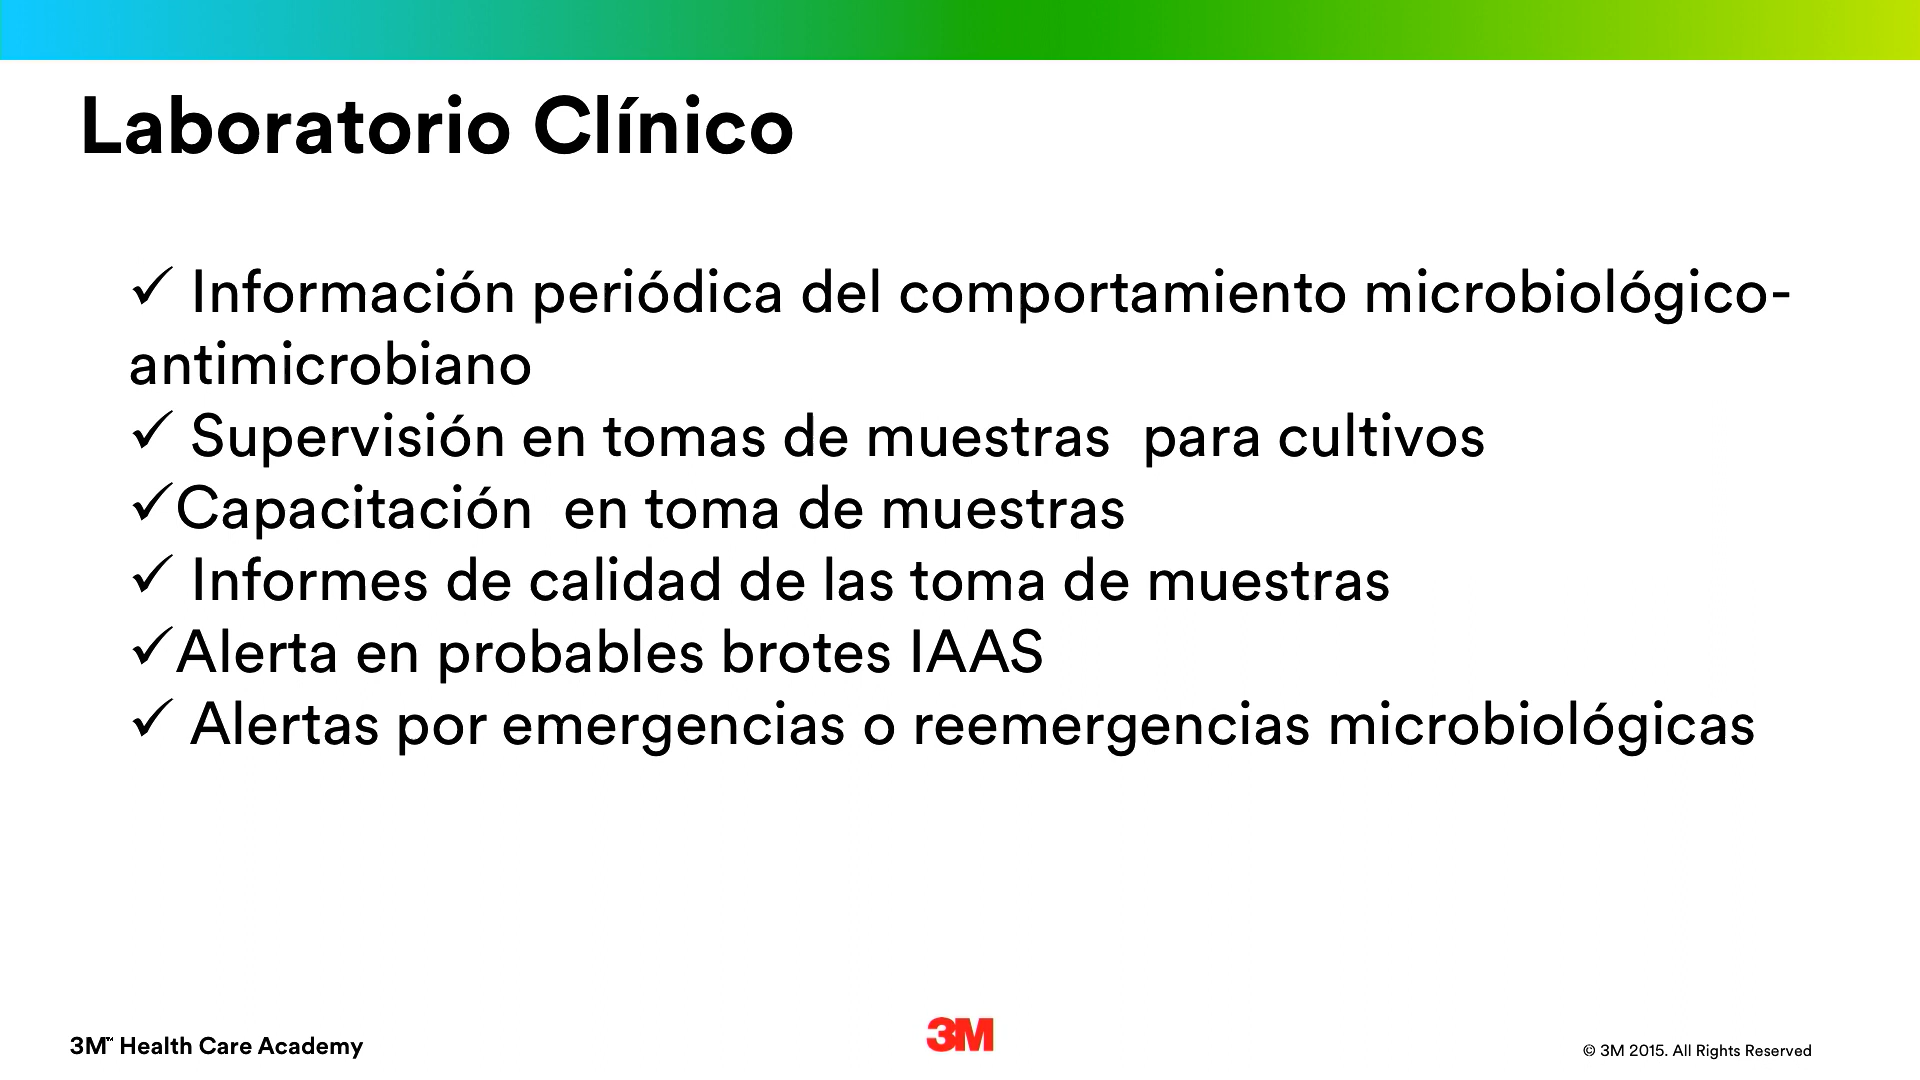 Laboratorio Clínico
✓ Información periódica del comportamiento microbiológico-
antimicrobiano
✓ Supervisión en tomas de muestras  para cultivos
✓Capacitación  en toma de muestras
✓ Informes de calidad de las toma de muestras
✓Alerta en probables brotes IAAS
✓ Alertas por emergencias o reemergencias microbiológicas
3M™ Health Care Academy
3M
© 3M 2015. All Rights Reserved